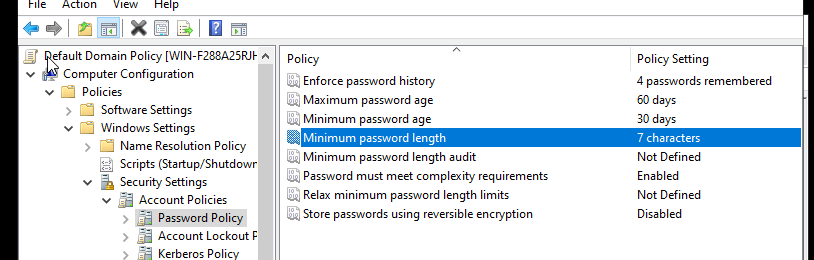 File Action View Help
Default Domain Policy [WIN-F288A25RJH
Computer Configuration
Policies
Software Settings
Windows Settings
Name Resolution Policy
Scripts (Startup/Shutdown
Security Settings
Account Policies
Password Policy
Account Lockout P
Kerberos Policy
Policy Policy Setting
Enforce password history 4 passwords remembered
Maximum password age 60 days
Minimum password age 30 days
Minimum password length 7 characters
Minimum password length audit Not Defined
Password must meet complexity requirements Enabled
Relax minimum password length limits Not Defined
Store passwords using reversible encryption Disabled